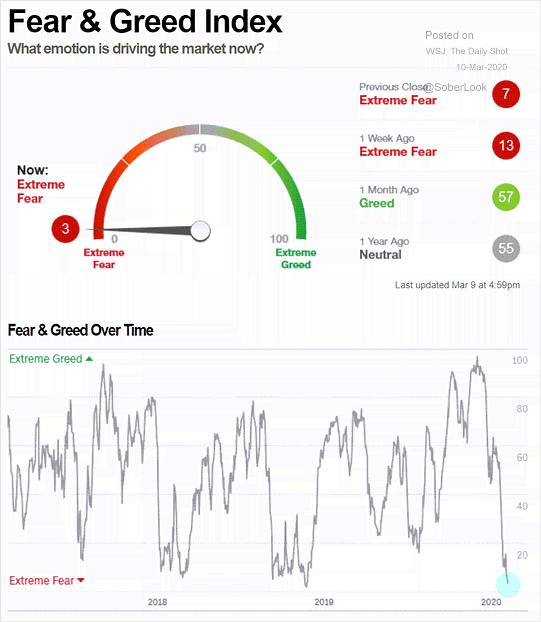 Fear & Greed Index
What emotion is driving the market now?
Posted on
WSJ: The Daily Shot
10-Mar-2020
@SoberLook
Previous Close
Extreme Fear
7
1 Week Ago
Extreme Fear
13
1 Month Ago
Greed
57
1 Year Ago
Neutral
55
Last updated Mar 9 at 4:59pm
Now:
Extreme
Fear
3
50
0
100
Extreme
Fear
Extreme
Greed
Fear & Greed Over Time
Extreme Greed
100
80
60
40
20
Extreme Fear
2018
2019
2020